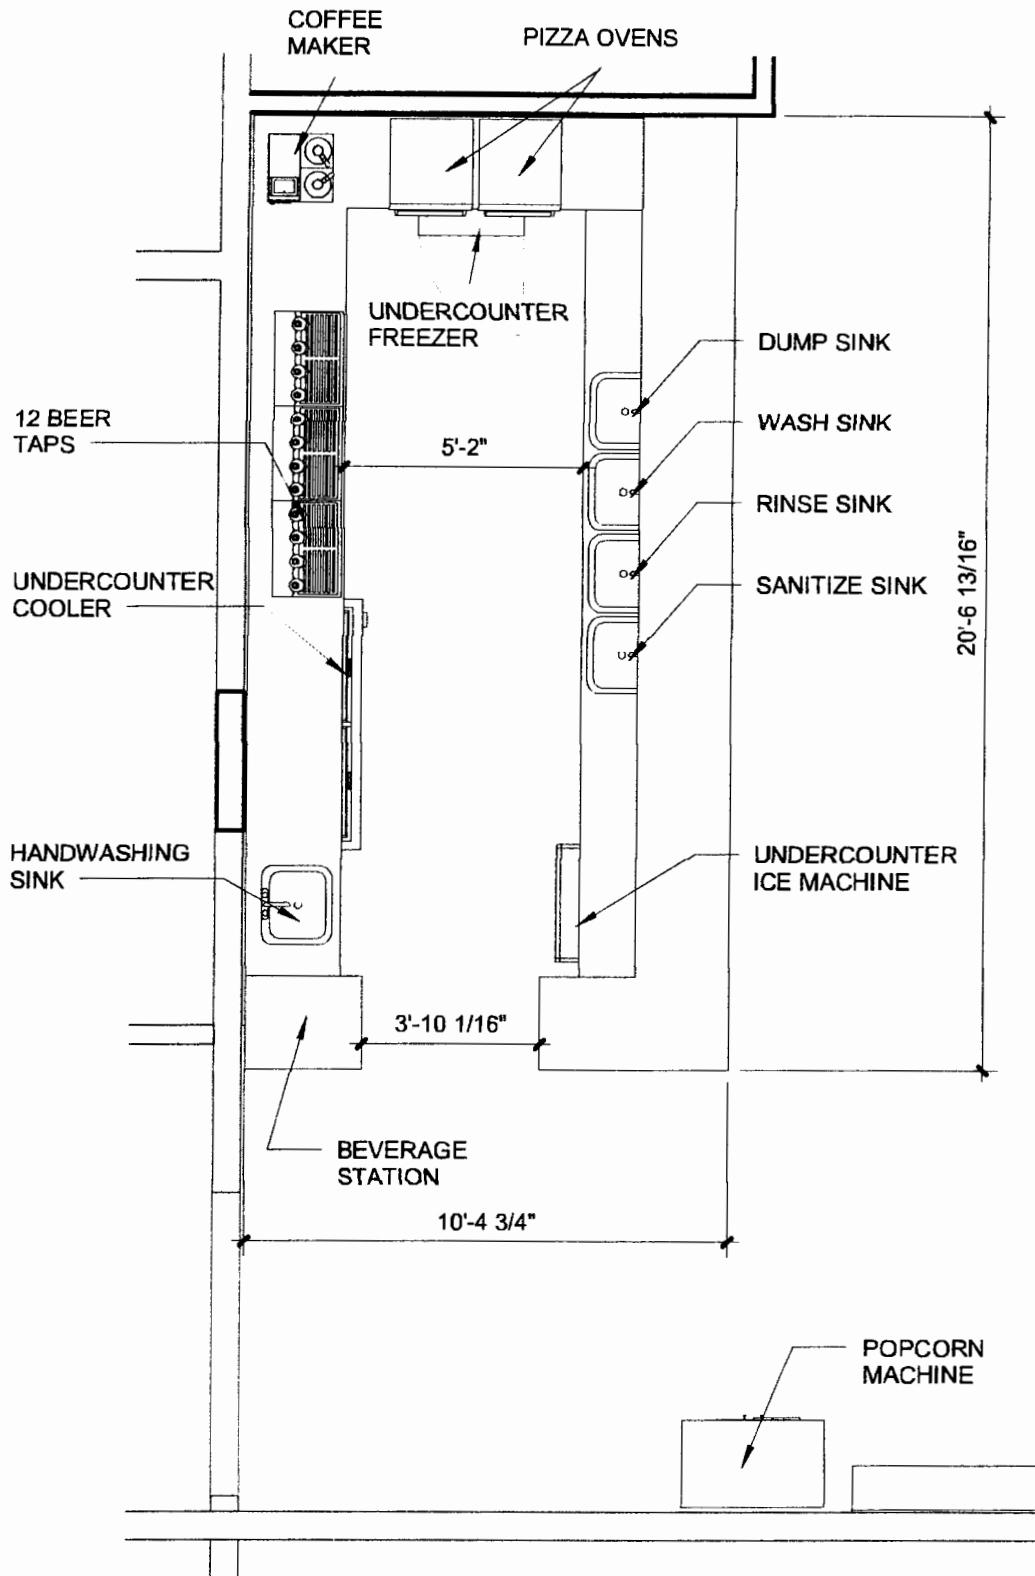 COFFEE
MAKER
PIZZA OVENS
UNDERCOUNTER
FREEZER
DUMP SINK
12 BEER
TAPS
WASH SINK
5'-2"
RINSE SINK
UNDERCOUNTER
COOLER
SANITIZE SINK
20'-6 13/16"
HANDWASHING
SINK
UNDERCOUNTER
ICE MACHINE
3'-10 1/16"
BEVERAGE
STATION
10'-4 3/4"
POPCORN
MACHINE